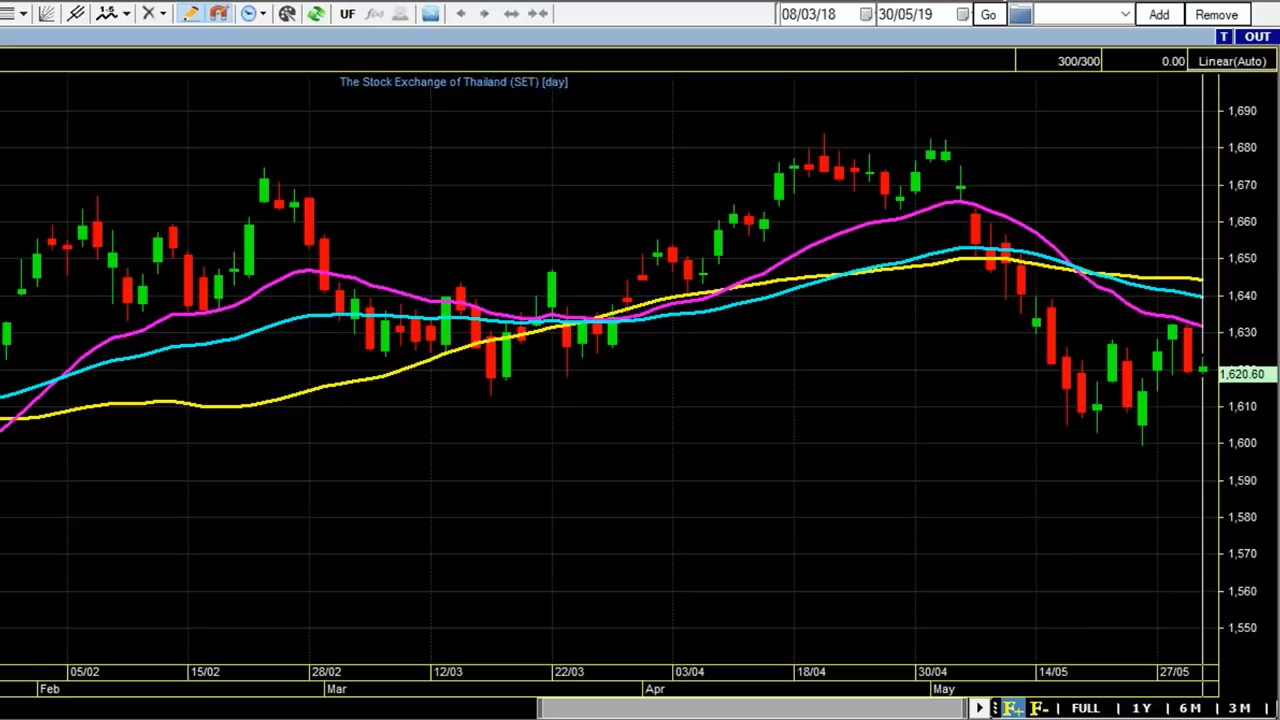 UF f(x) 08/03/18 30/05/19 Go Add Remove
T OUT
300/300 0.00 Linear(Auto)
The Stock Exchange of Thailand (SET) [day]
1,690
1,680
1,670
1,660
1,650
1,640
1,630
1,620.60
1,610
1,600
1,590
1,580
1,570
1,560
1,550
05/02 15/02 28/02 12/03 22/03 03/04 18/04 30/04 14/05 27/05
Feb Mar Apr May
F+ F- FULL | 1Y | 6M | 3M |